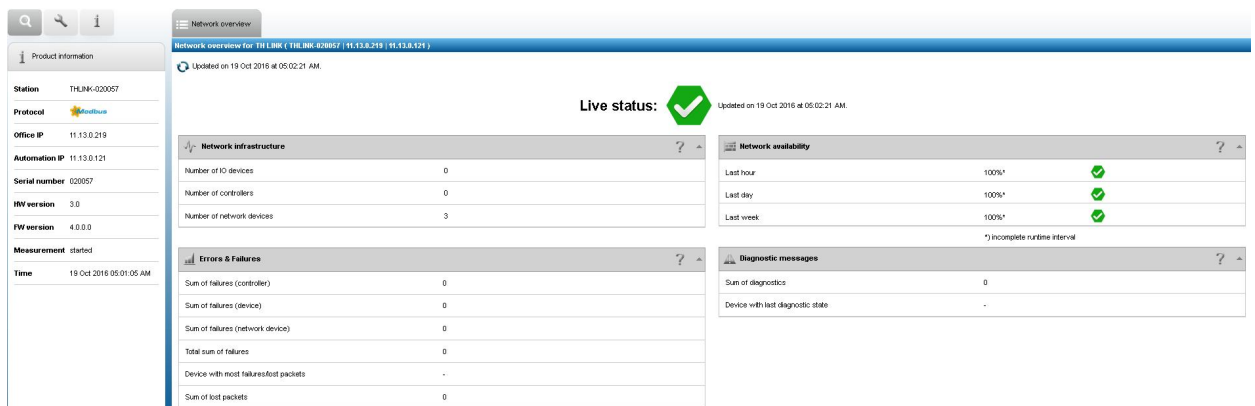 Network overview
Network overview for TH LINK ( THLINK-020057 | 11.13.0.219 | 11.13.0.121 )
Product information
Station THLINK-020057
Protocol Modbus
Office IP 11.13.0.219
Automation IP 11.13.0.121
Serial number 020057
HW version 3.0
FW version 4.0.0.0
Measurement started
Time 19 Oct 2016 05:01:05 AM
Updated on 19 Oct 2016 at 05:02:21 AM.
Live status: Updated on 19 Oct 2016 at 05:02:21 AM.
Network infrastructure ?
Number of IO devices 0
Number of controllers 0
Number of network devices 3
Network availability ?
Last hour 100%*
Last day 100%*
Last week 100%*
*) incomplete runtime interval
Errors & Failures ?
Sum of failures (controller) 0
Sum of failures (device) 0
Sum of failures (network device) 0
Total sum of failures 0
Device with most failures/lost packets -
Sum of lost packets 0
Diagnostic messages ?
Sum of diagnostics 0
Device with last diagnostic state -